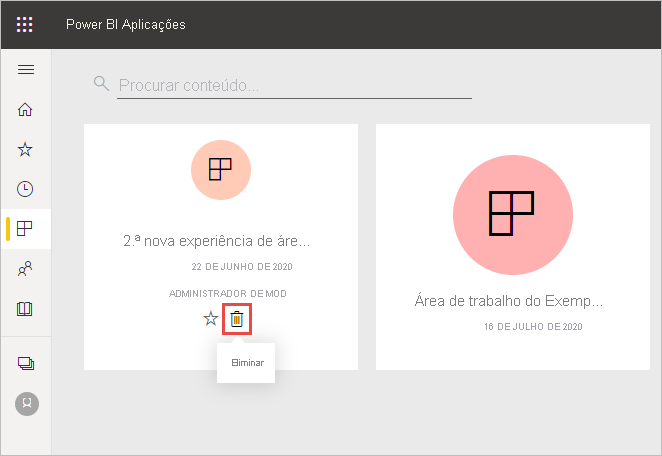 Power BI Aplicações
Procurar conteúdo...
2.ª nova experiência de áre...
22 DE JUNHO DE 2020
ADMINISTRADOR DE MOD
Eliminar
Área de trabalho do Exemp...
16 DE JULHO DE 2020